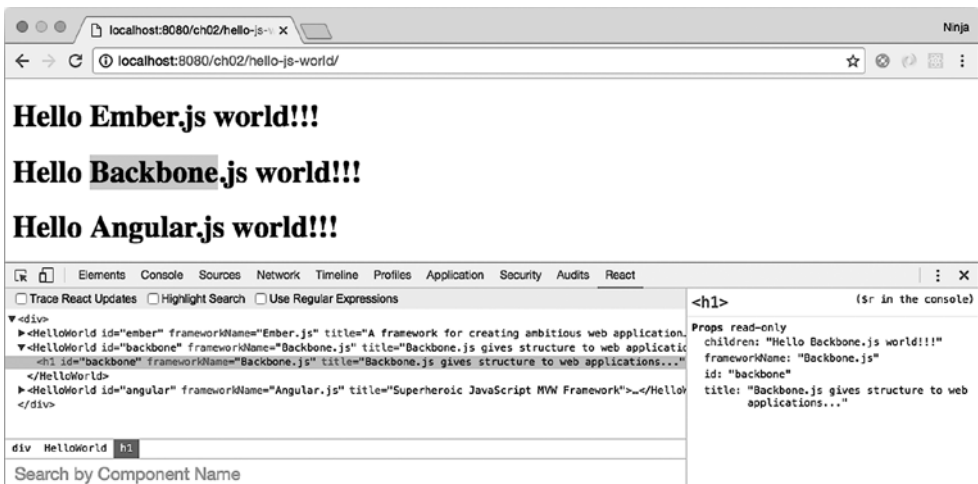 localhost:8080/ch02/hello-js-w
Ninja
localhost:8080/ch02/hello-js-world/
Hello Ember.js world!!!
Hello Backbone.js world!!!
Hello Angular.js world!!!
Elements Console Sources Network Timeline Profiles Application Security Audits React
Trace React Updates Highlight Search Use Regular Expressions
<div>
<HelloWorld id="ember" frameworkName="Ember.js" title="A framework for creating ambitious web application…
<HelloWorld id="backbone" frameworkName="Backbone.js" title="Backbone.js gives structure to web applicatio
<h1 id="backbone" frameworkName="Backbone.js" title="Backbone.js gives structure to web applications..."
</HelloWorld>
<HelloWorld id="angular" frameworkName="Angular.js" title="Superheroic JavaScript MVW Framework">…</HelloW
</div>
div HelloWorld h1
Search by Component Name
<h1> ($r in the console)
Props read-only
children: "Hello Backbone.js world!!!"
frameworkName: "Backbone.js"
id: "backbone"
title: "Backbone.js gives structure to web
applications..."